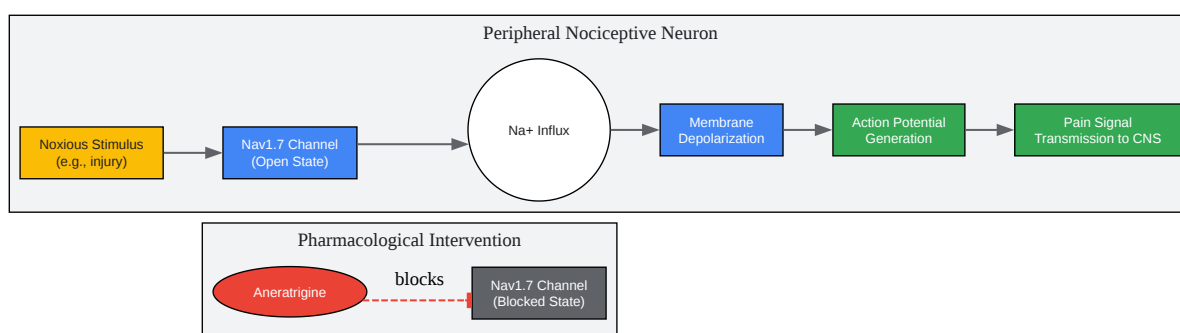 Peripheral Nociceptive Neuron
Noxious Stimulus
(e.g., injury)
Nav1.7 Channel
(Open State)
Na+ Influx
Membrane
Depolarization
Action Potential
Generation
Pain Signal
Transmission to CNS
Pharmacological Intervention
Aneratrigine
blocks
Nav1.7 Channel
(Blocked State)